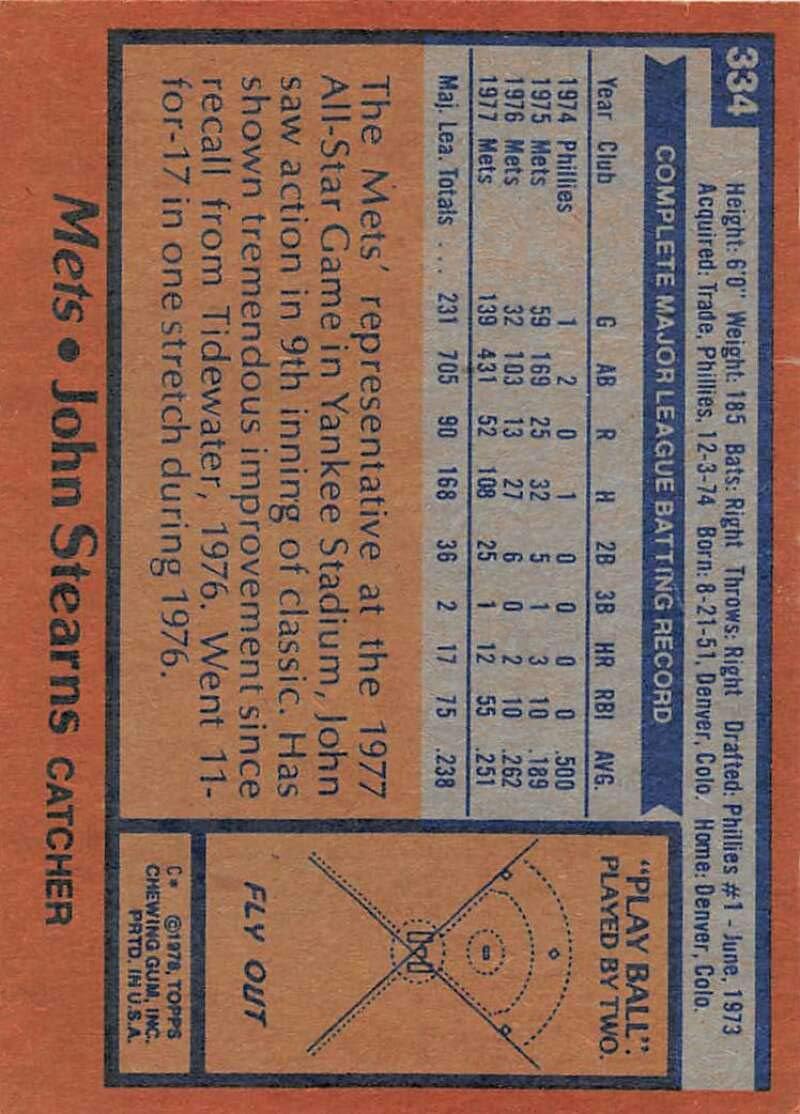 334
Height: 6'0" Weight: 185 Bats: Right Throws: Right Drafted: Phillies #1 - June, 1973
Acquired: Trade, Phillies, 12-3-74 Born: 8-21-51, Denver, Colo. Home: Denver, Colo.
COMPLETE MAJOR LEAGUE BATTING RECORD
Year Club G AB R H 2B 3B HR RBI AVG.
1974 Phillies 1 2 0 1 0 0 0 0 .500
1975 Mets 59 169 25 32 5 1 3 10 .189
1976 Mets 32 103 13 27 6 0 2 10 .262
1977 Mets 139 431 52 108 25 1 12 55 .251
Maj. Lea. Totals ... 231 705 90 168 36 2 17 75 .238
The Mets' representative at the 1977
All-Star Game in Yankee Stadium, John
saw action in 9th inning of classic. Has
shown tremendous improvement since
recall from Tidewater, 1976. Went 11-
for-17 in one stretch during 1976.
"PLAY BALL":
PLAYED BY TWO.
FLY OUT
C* ©1978, TOPPS
CHEWING GUM, INC.
PRTD. IN U.S.A.
Mets • John Stearns CATCHER